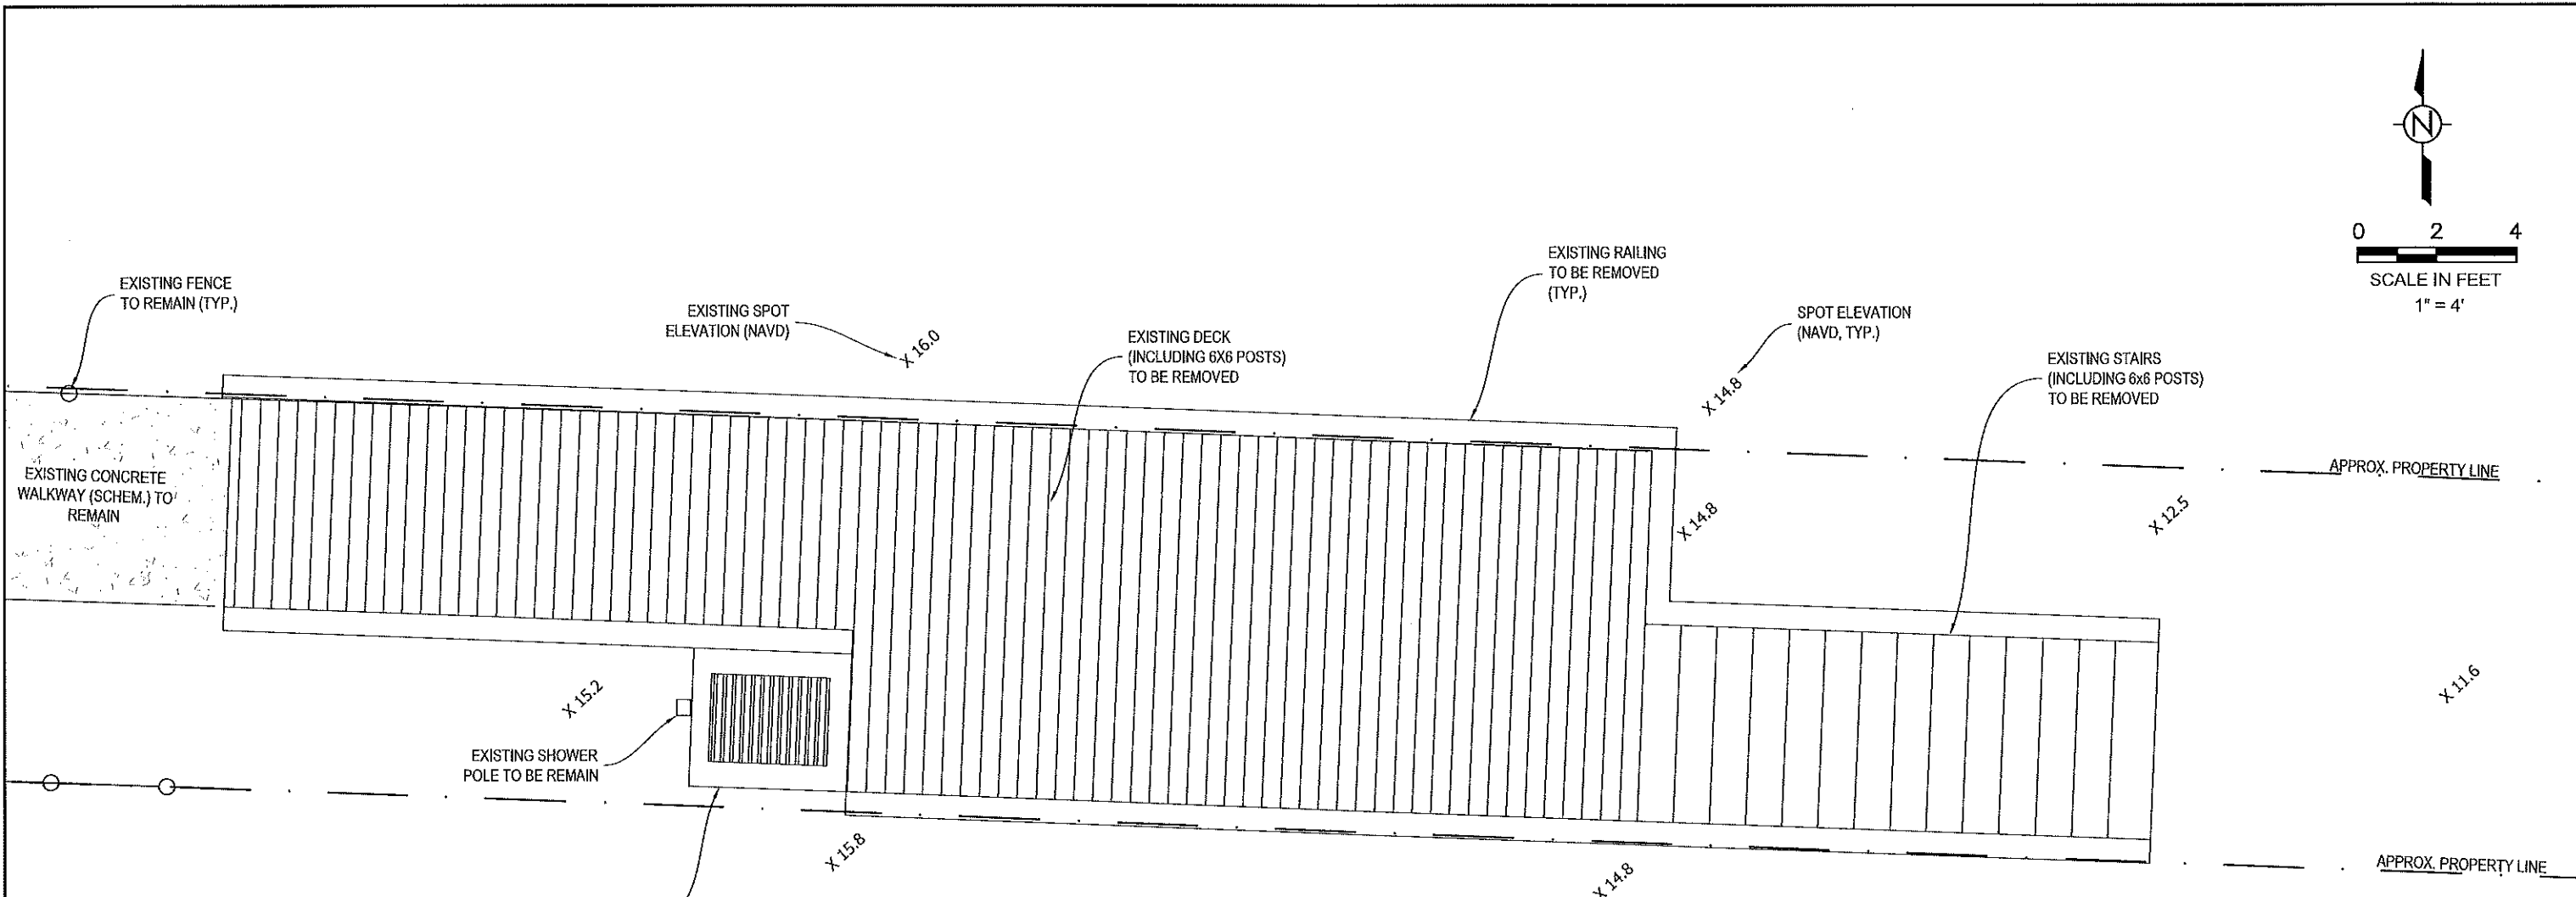 N
0 2 4
SCALE IN FEET
1" = 4'
EXISTING FENCE
TO REMAIN (TYP.)
EXISTING SPOT
ELEVATION (NAVD)
X 16.0
EXISTING DECK
(INCLUDING 6X6 POSTS)
TO BE REMOVED
EXISTING RAILING
TO BE REMOVED
(TYP.)
SPOT ELEVATION
(NAVD, TYP.)
X 14.8
EXISTING STAIRS
(INCLUDING 6x6 POSTS)
TO BE REMOVED
APPROX. PROPERTY LINE
EXISTING CONCRETE
WALKWAY (SCHEM.) TO
REMAIN
X 14.8
X 12.5
X 15.2
X 11.6
EXISTING SHOWER
POLE TO BE REMAIN
X 15.8
X 14.8
APPROX. PROPERTY LINE